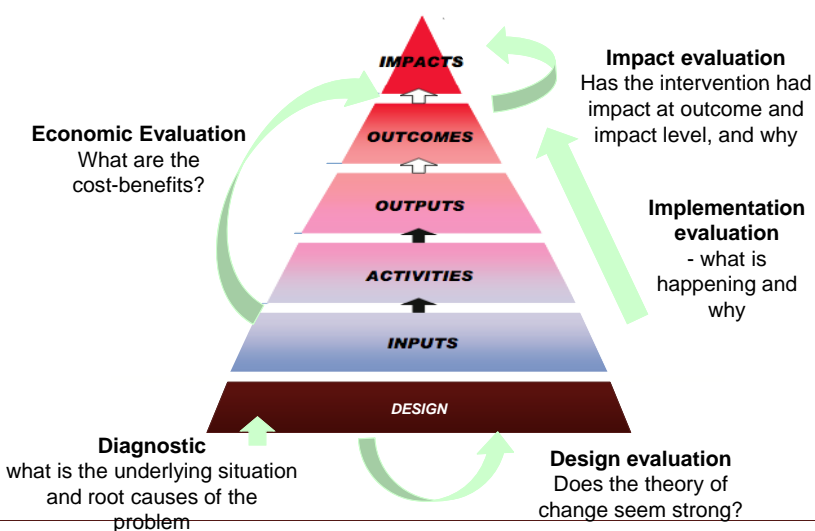 IMPACTS
Impact evaluation
Has the intervention had
impact at outcome and
impact level, and why
Economic Evaluation
What are the
cost-benefits?
OUTCOMES
OUTPUTS
Implementation
evaluation
- what is
happening and
why
ACTIVITIES
INPUTS
DESIGN
Diagnostic
what is the underlying situation
and root causes of the
problem
Design evaluation
Does the theory of
change seem strong?